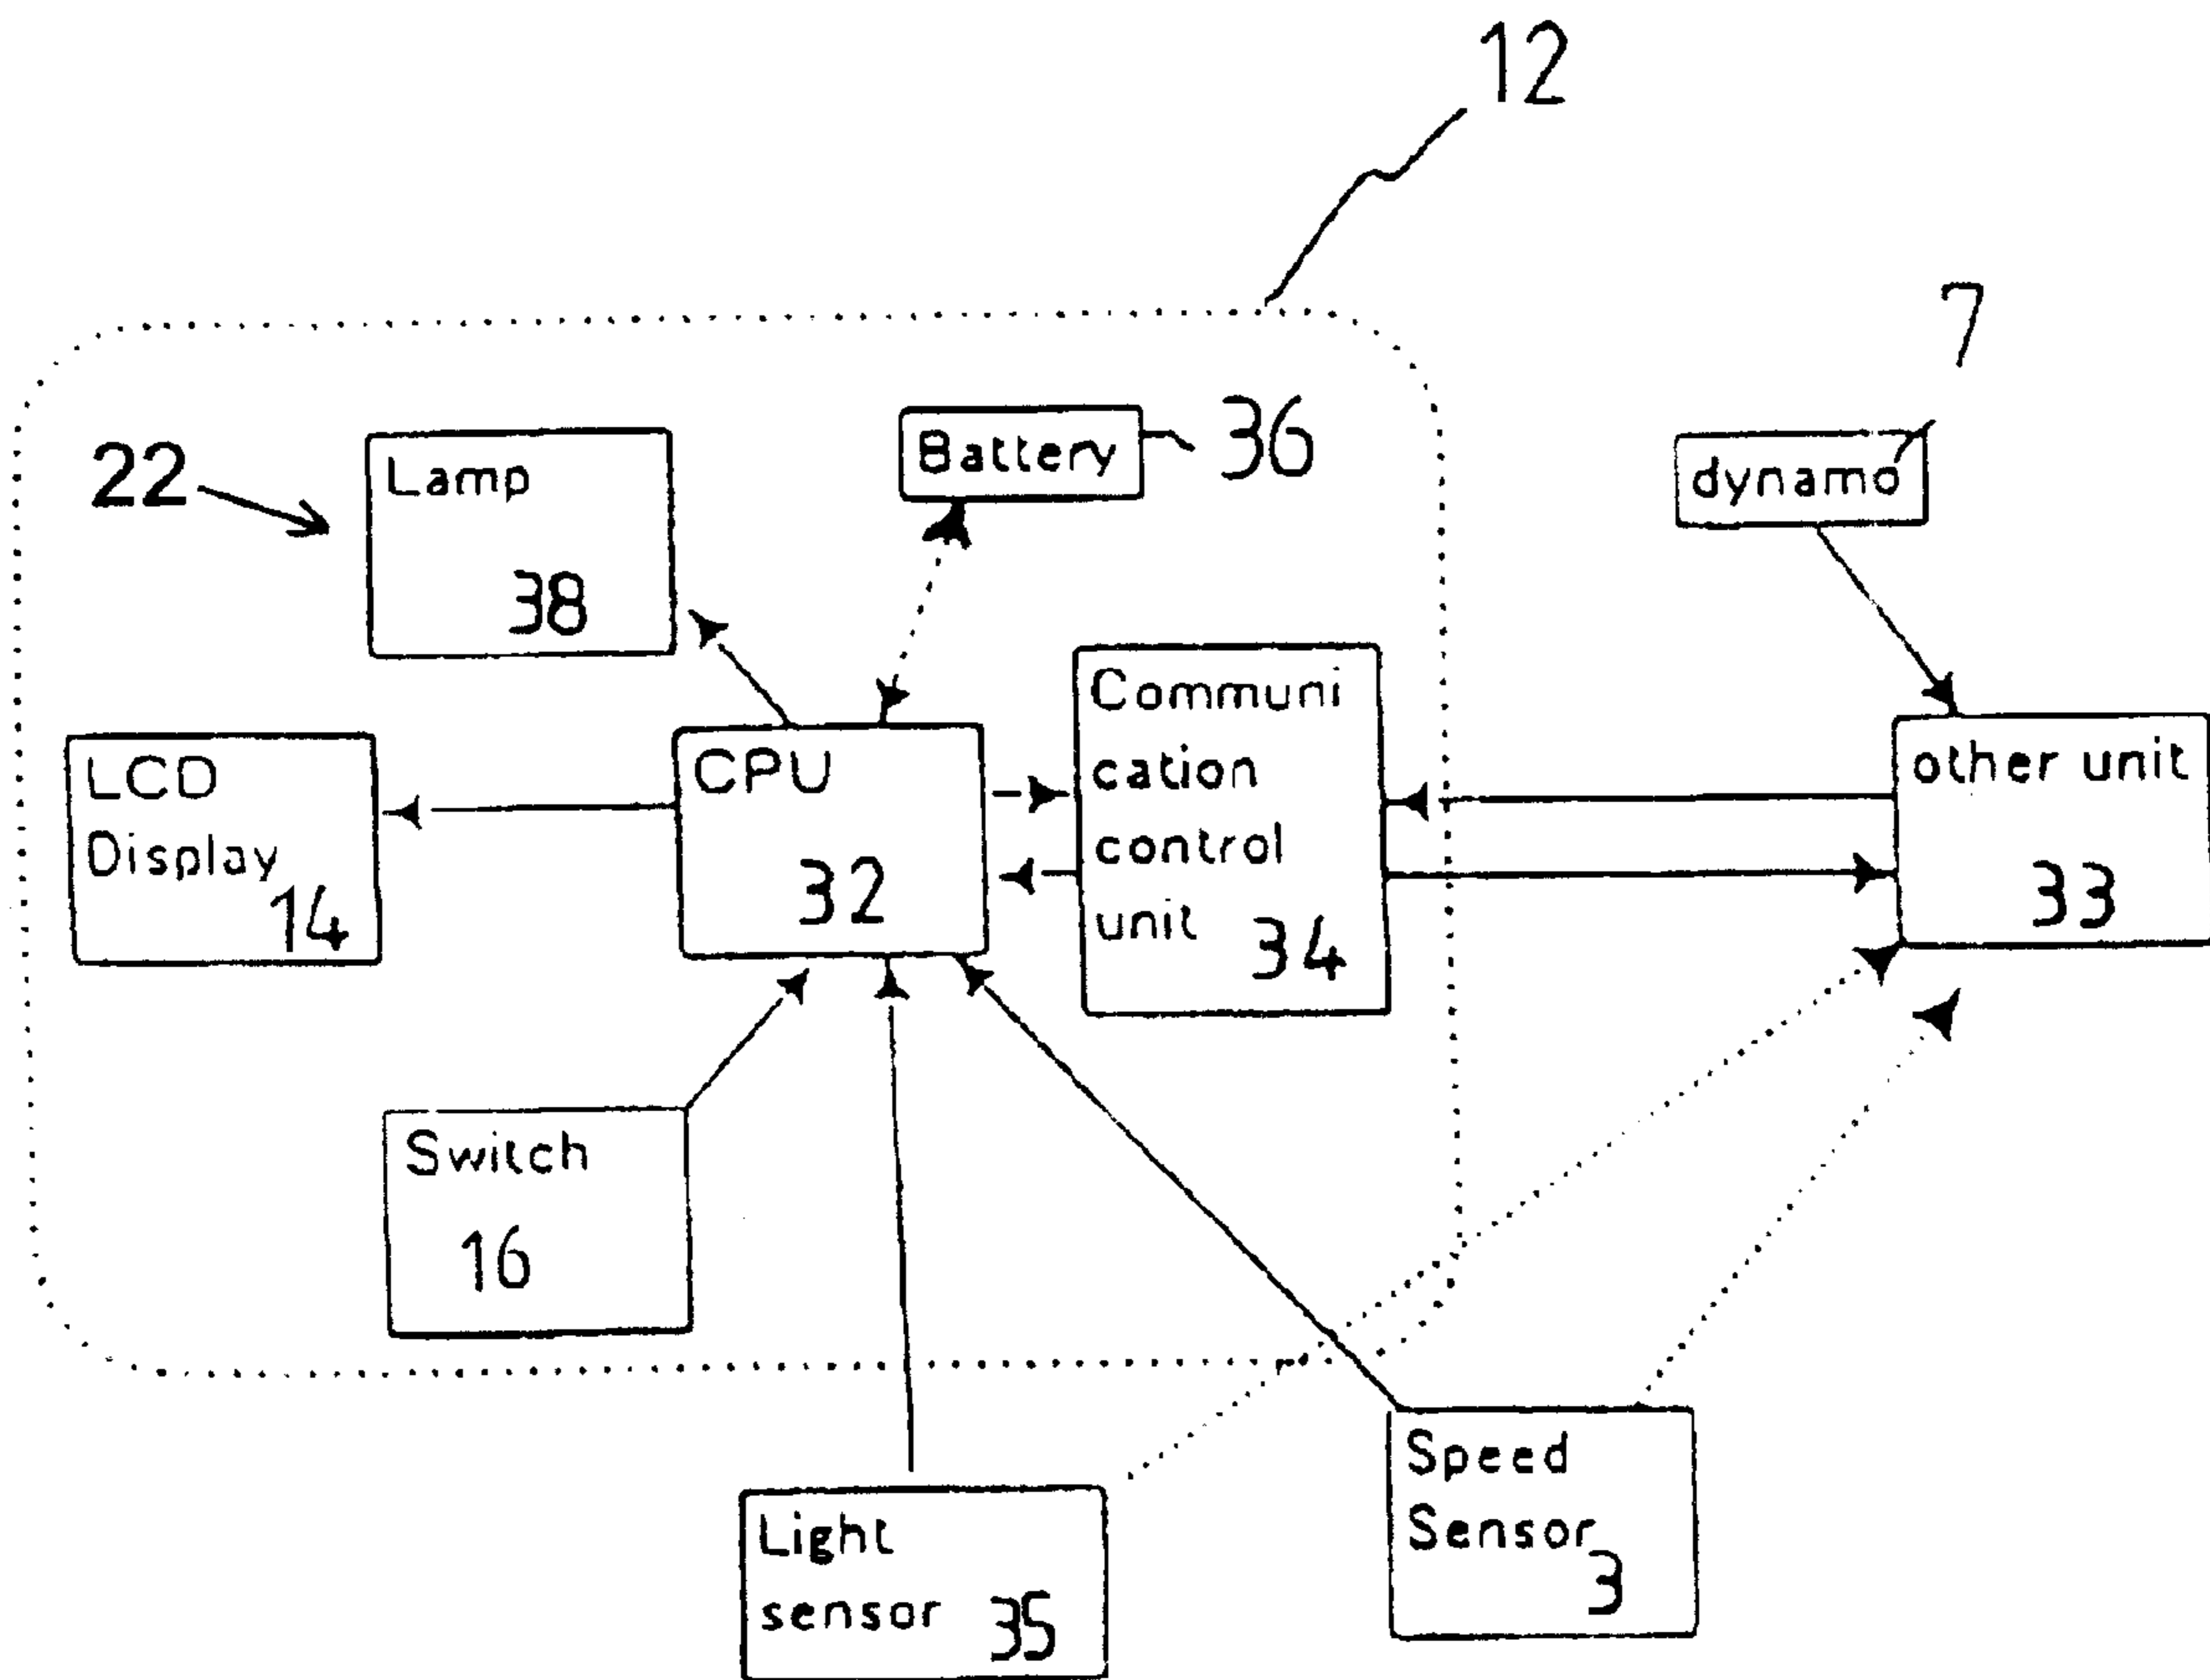 12
7
22
Lamp
38
Battery
36
dynamo
LCD
Display
14
CPU
32
Communi
cation
control
unit
34
other unit
33
Switch
16
Light
sensor
35
Speed
Sensor
3